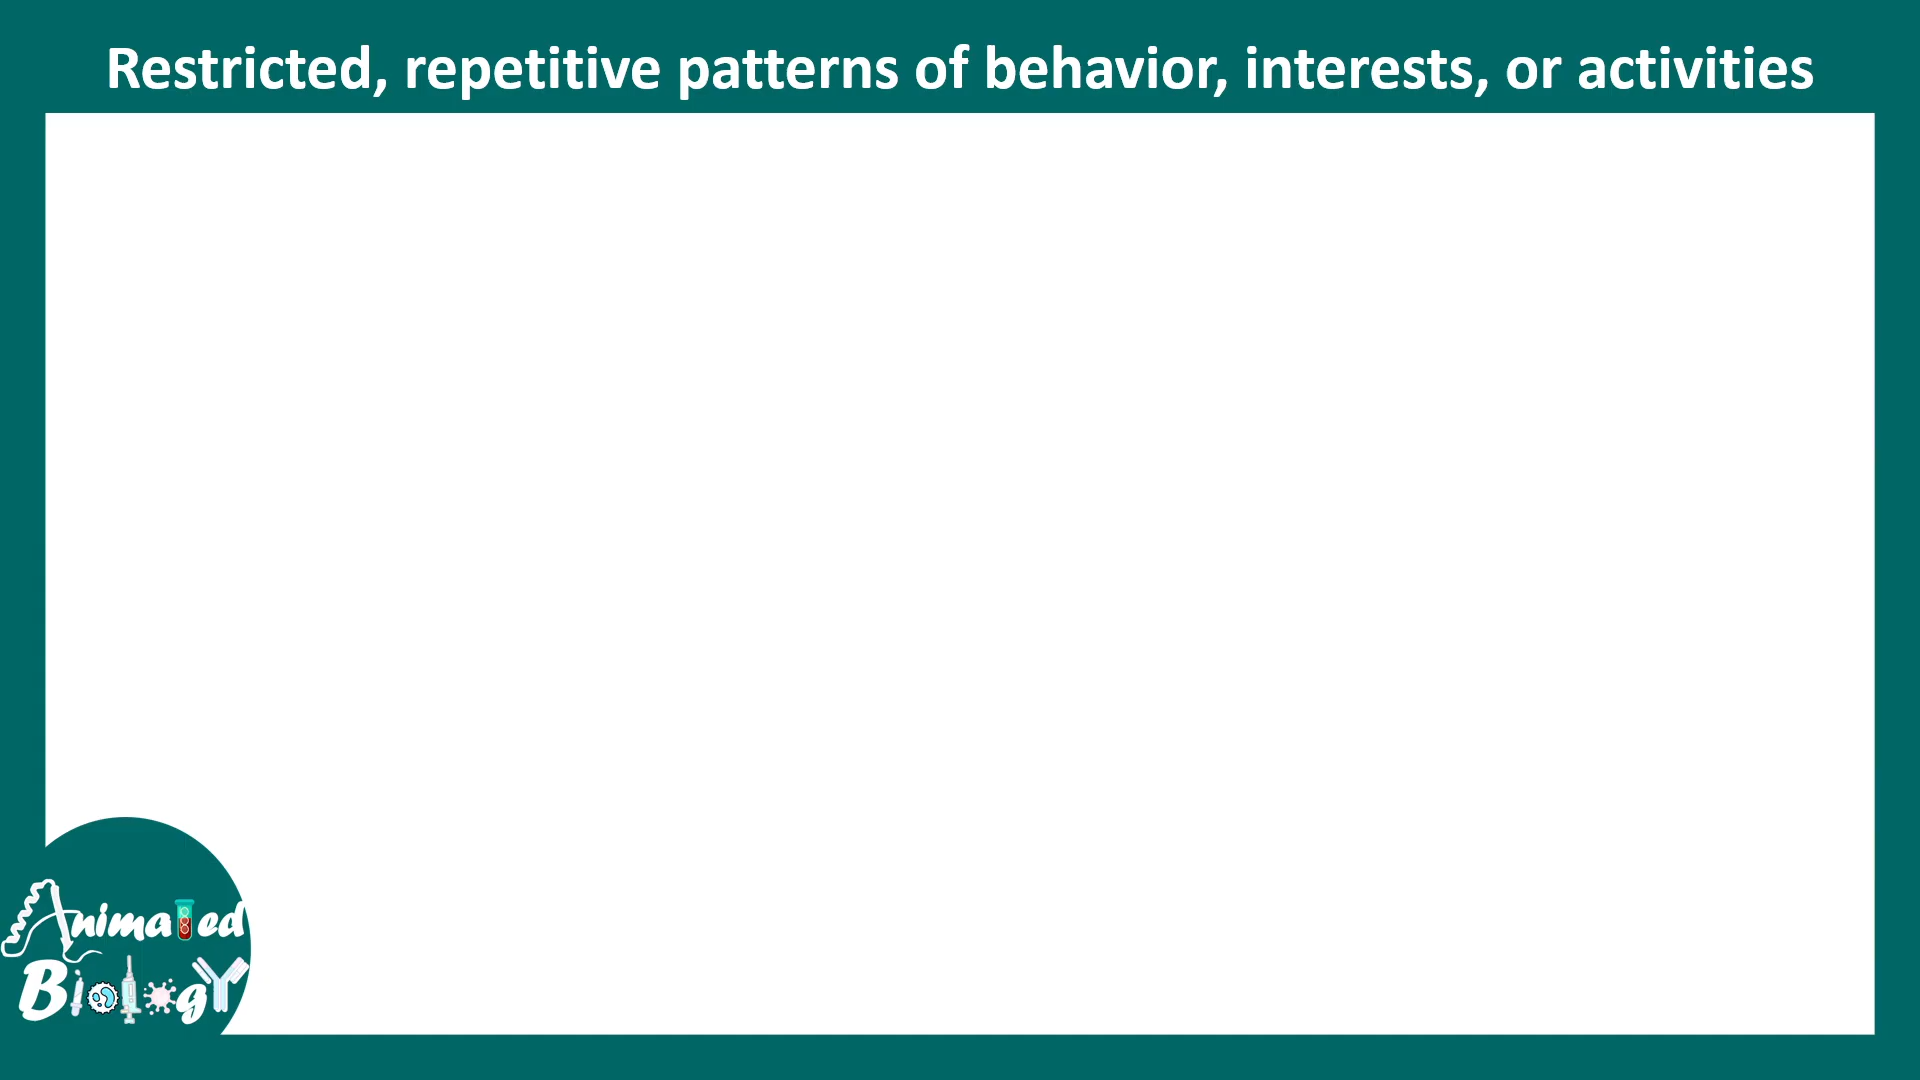 Restricted, repetitive patterns of behavior, interests, or activities
Animated
Biology